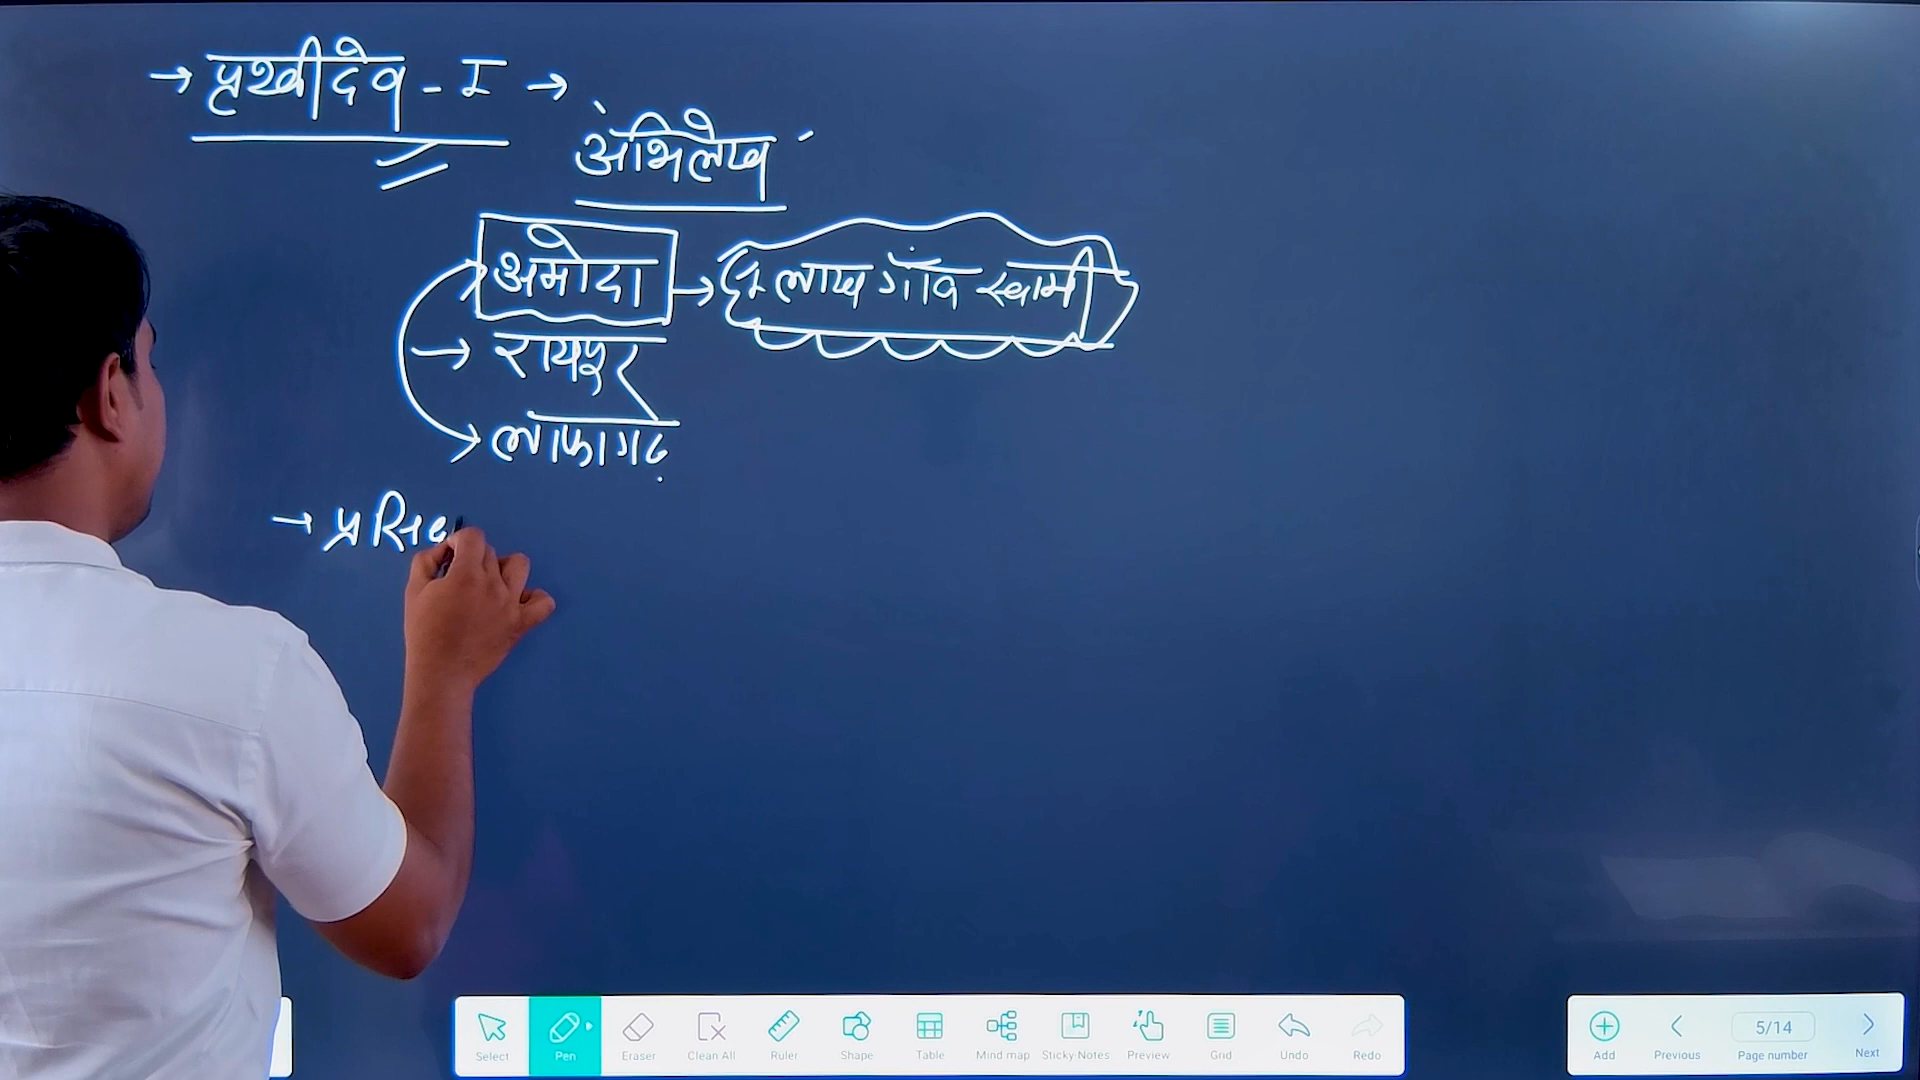 → पृथ्वीदेव - I →
अभिलेख
अमोदा → लाख गाँव स्वामी
→ रायपुर
लाफागढ़
→ प्रसि
Select Pen Eraser Clean All Ruler Shape Table Mind map Sticky Notes Preview Grid Undo Redo
Add Previous 5/14 Page number Next